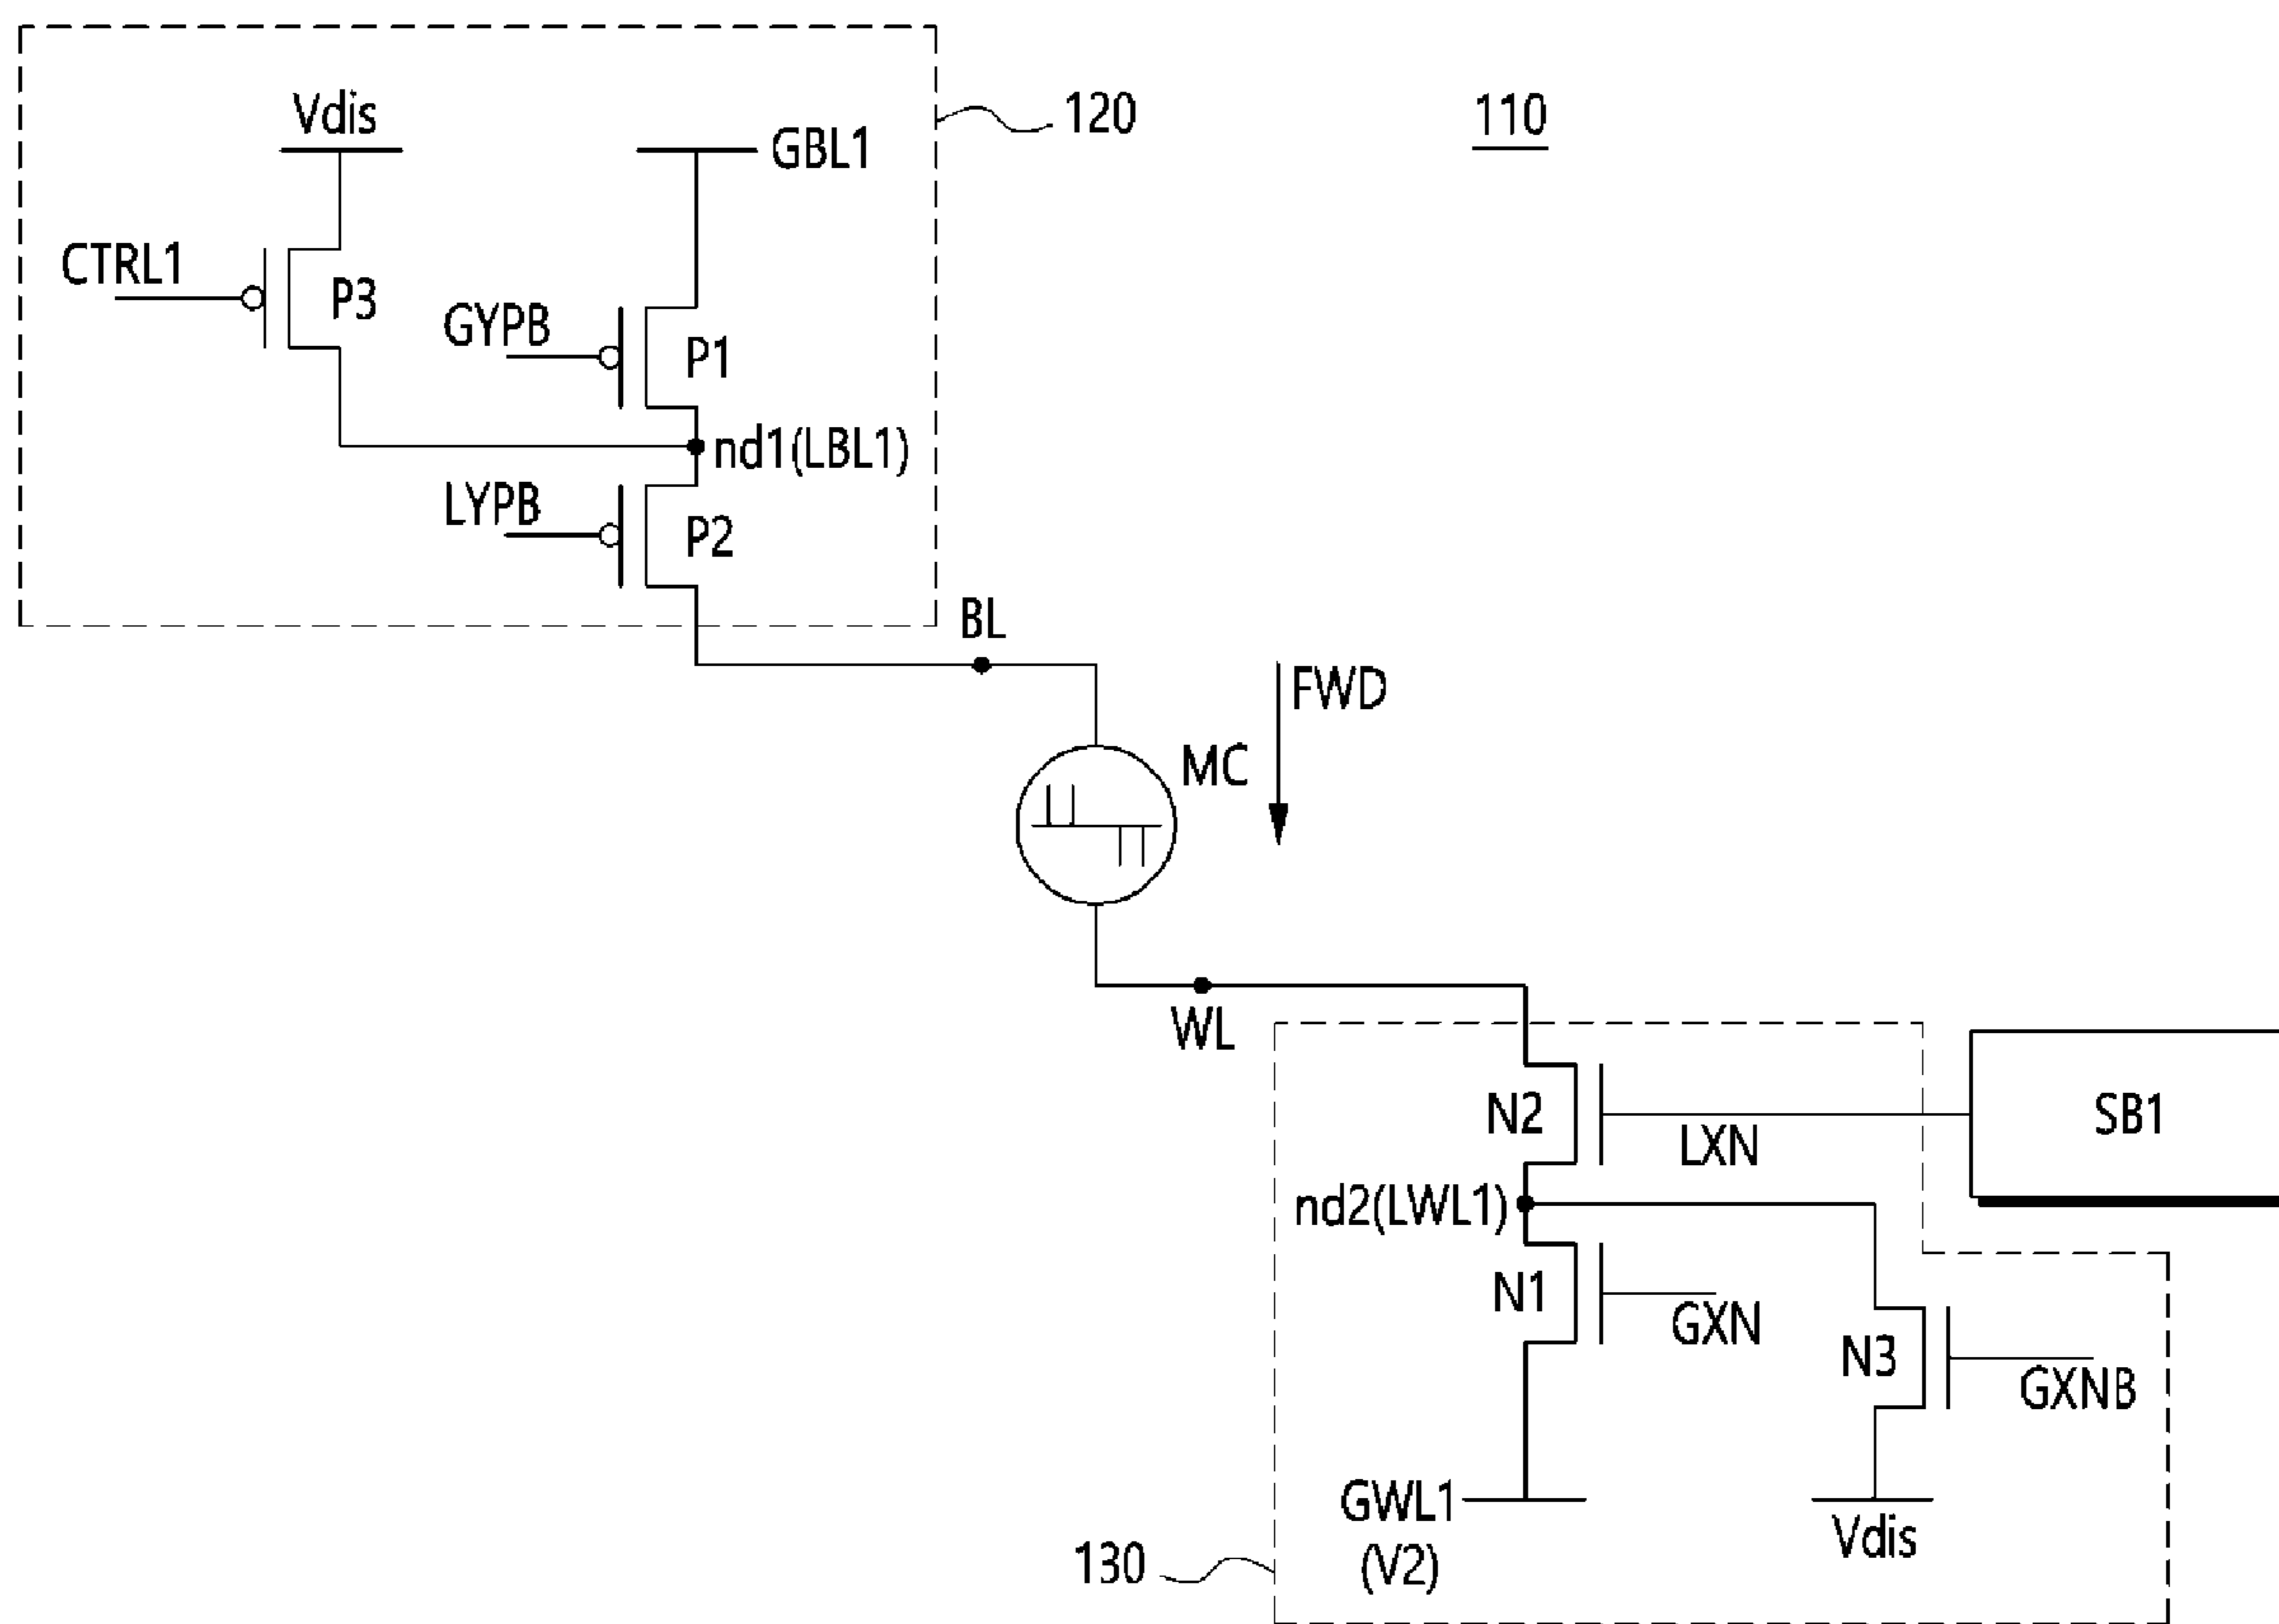 Vdis
GBL1
120
110
CTRL1
P3
GYPB
P1
nd1(LBL1)
LYPB
P2
BL
FWD
MC
WL
N2
LXN
SB1
nd2(LWL1)
N1
GXN
N3
GXNB
GWL1
(V2)
Vdis
130